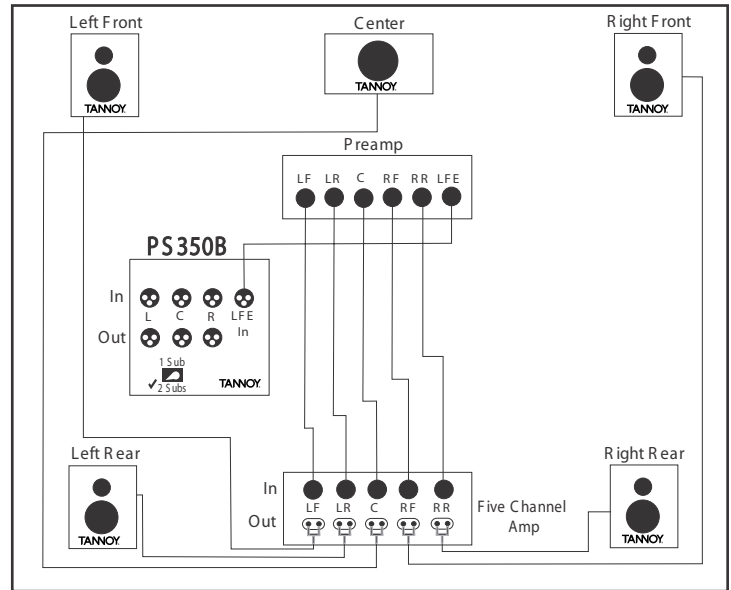 Left Front
Center
Right Front
TANNOY
TANNOY
TANNOY
Preamp
LF LR C RF RR LFE
PS350B
In
L C R LFE
In
Out
1 Sub
✓2 Subs
TANNOY
Left Rear
Right Rear
In
LF LR C RF RR
Out
Five Channel
Amp
TANNOY
TANNOY